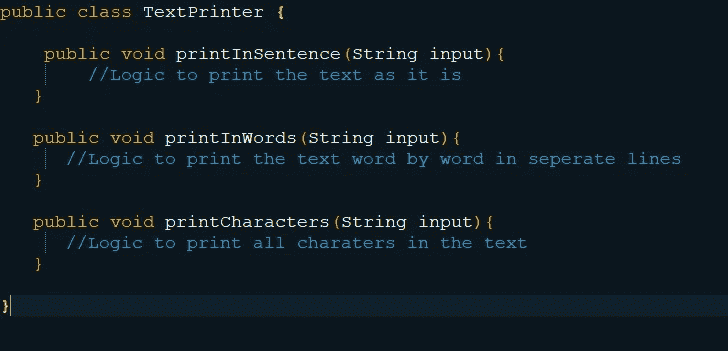 public class TextPrinter {
public void printInSentence(String input){
//Logic to print the text as it is
}
public void printInWords(String input){
//Logic to print the text word by word in seperate lines
}
public void printCharacters(String input){
//Logic to print all charaters in the text
}
}